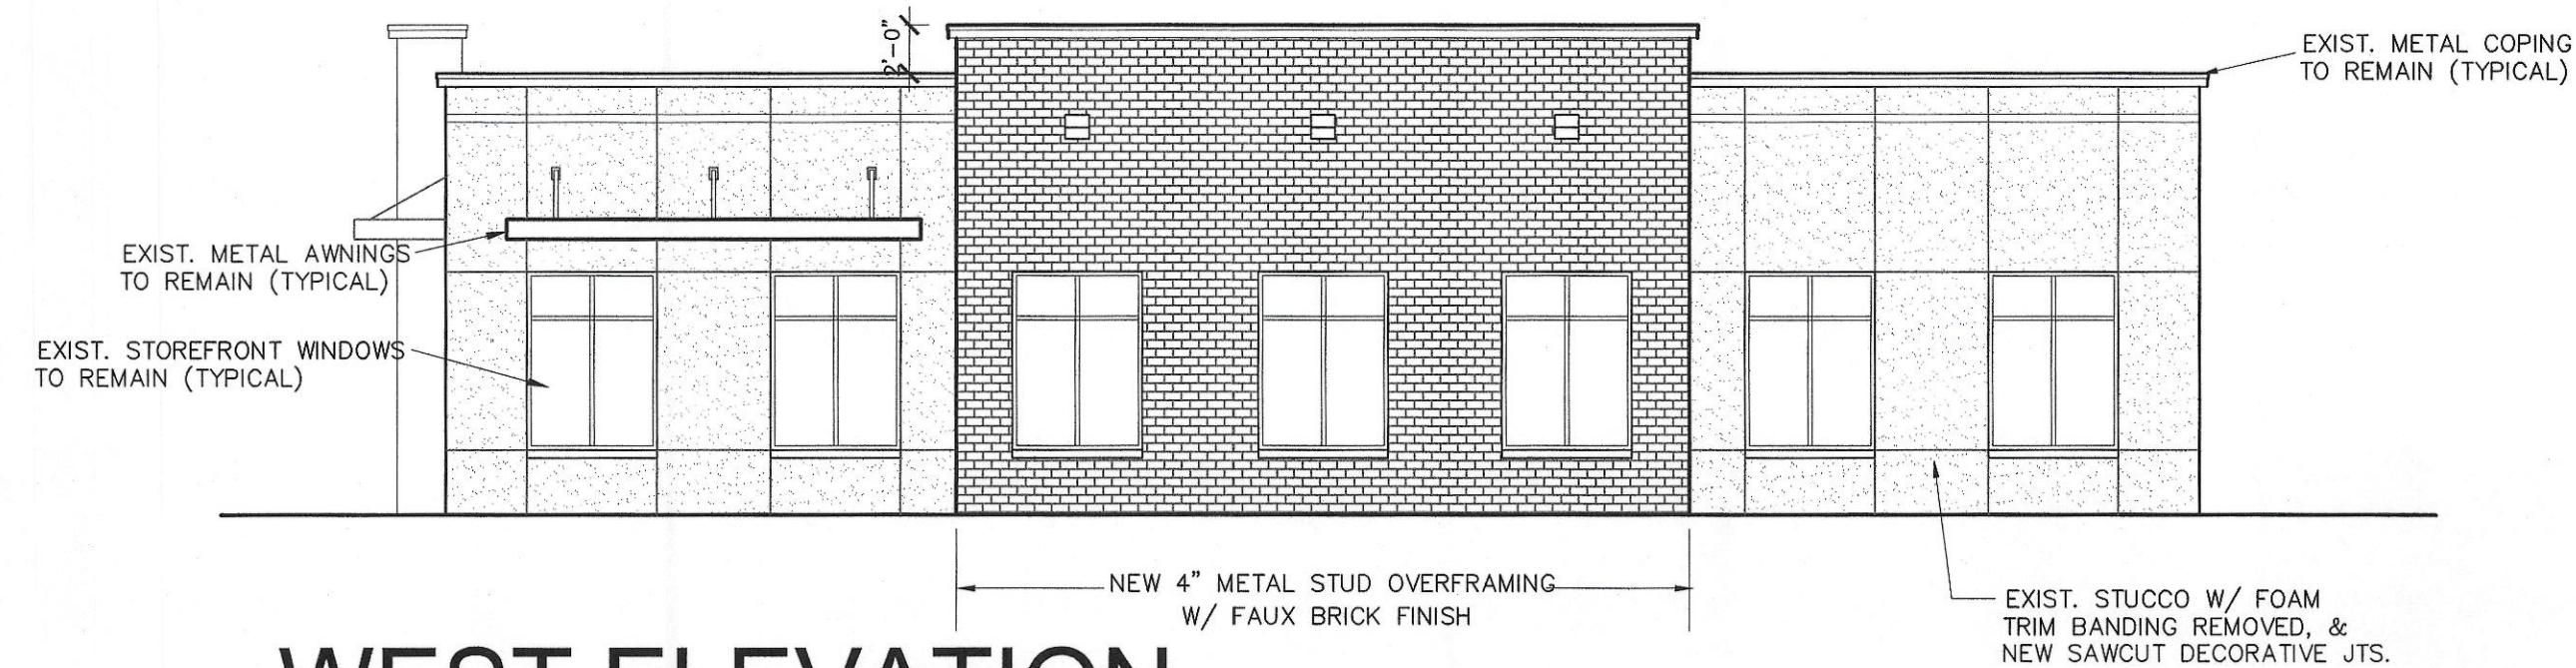 2'-0"
EXIST. METAL COPING
TO REMAIN (TYPICAL)
EXIST. METAL AWNINGS
TO REMAIN (TYPICAL)
EXIST. STOREFRONT WINDOWS
TO REMAIN (TYPICAL)
NEW 4" METAL STUD OVERFRAMING
W/ FAUX BRICK FINISH
EXIST. STUCCO W/ FOAM
TRIM BANDING REMOVED, &
NEW SAWCUT DECORATIVE JTS.
WEST ELEVATION